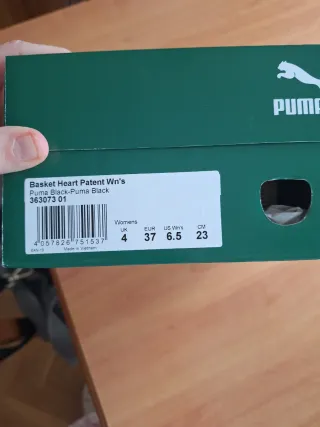 PUMA
Basket Heart Patent Wn's
Puma Black-Puma Black
363073 01
Womens
UK EUR US Wn's CM
4 37 6.5 23
4 057826 751537
Made in Vietnam